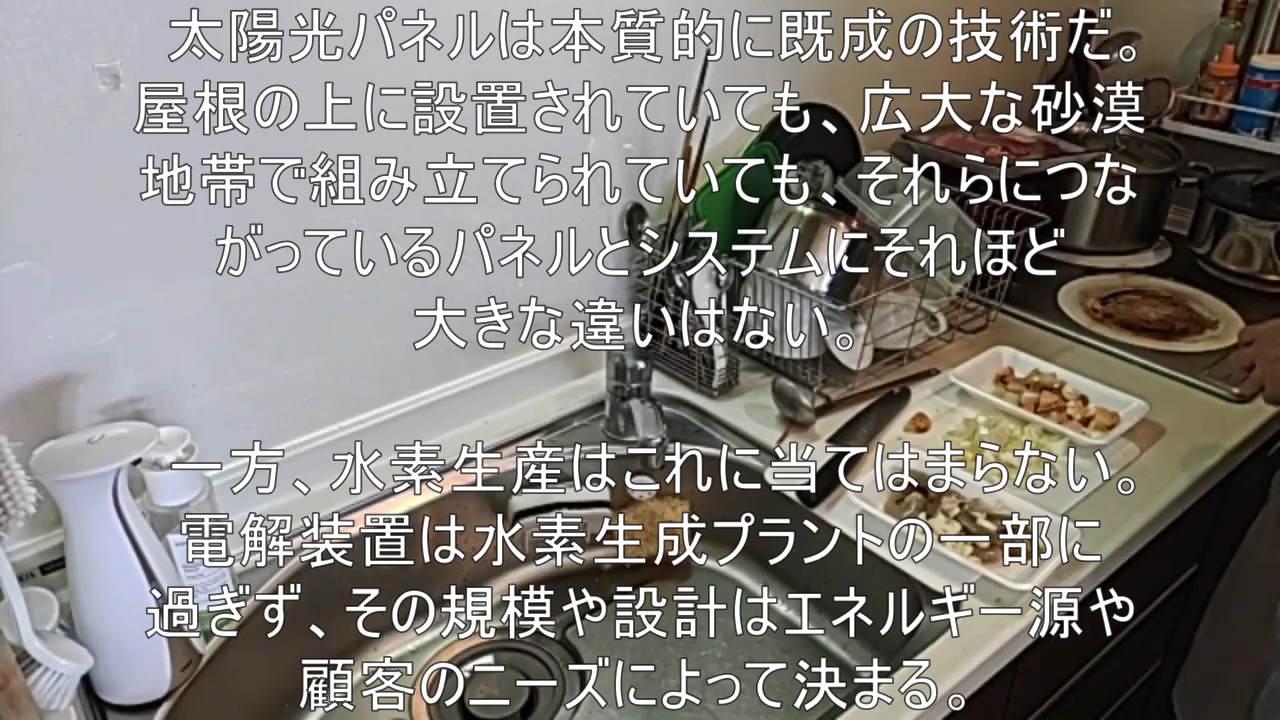 太陽光パネルは本質的に既成の技術だ。
屋根の上に設置されていても、広大な砂漠
地帯で組み立てられていても、それらにつな
がっているパネルとシステムにそれほど
大きな違いはない。
一方、水素生産はこれに当てはまらない。
電解装置は水素生成プラントの一部に
過ぎず、その規模や設計はエネルギー源や
顧客のニーズによって決まる。